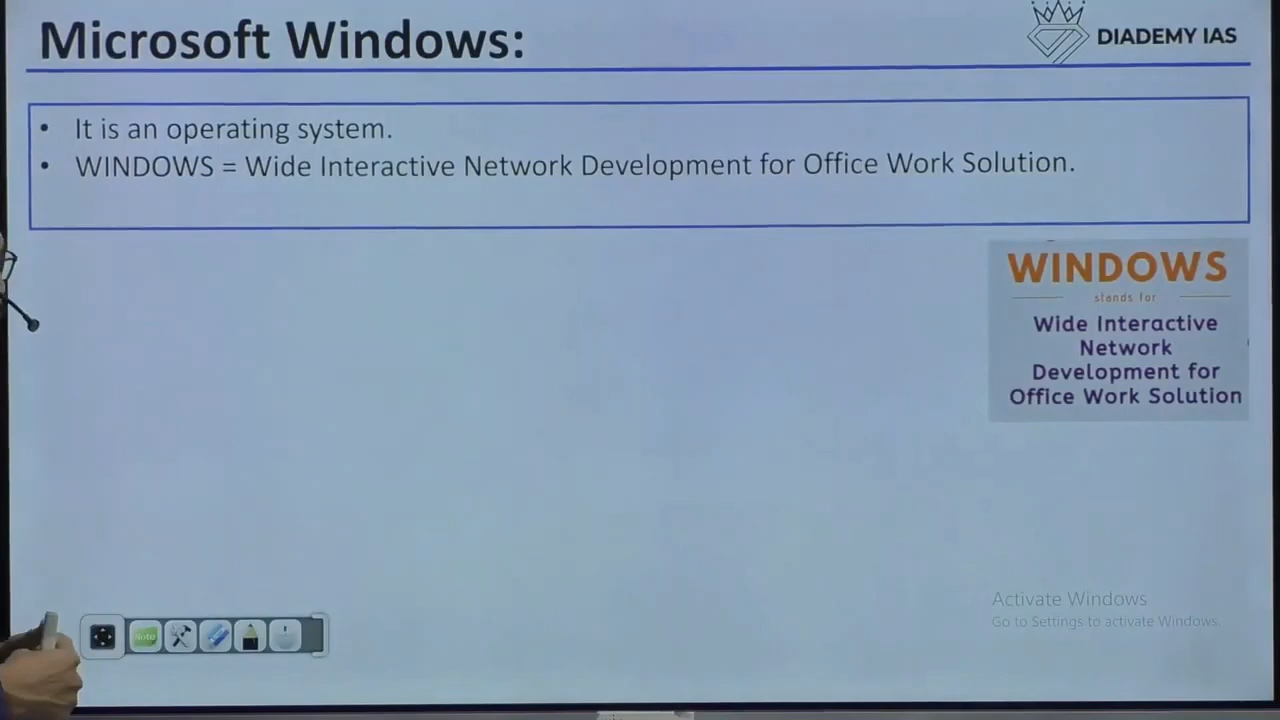 Microsoft Windows:
DIADEMY IAS
• It is an operating system.
• WINDOWS = Wide Interactive Network Development for Office Work Solution.
WINDOWS
stands for
Wide Interactive
Network
Development for
Office Work Solution
Activate Windows
Go to Settings to activate Windows.
Note